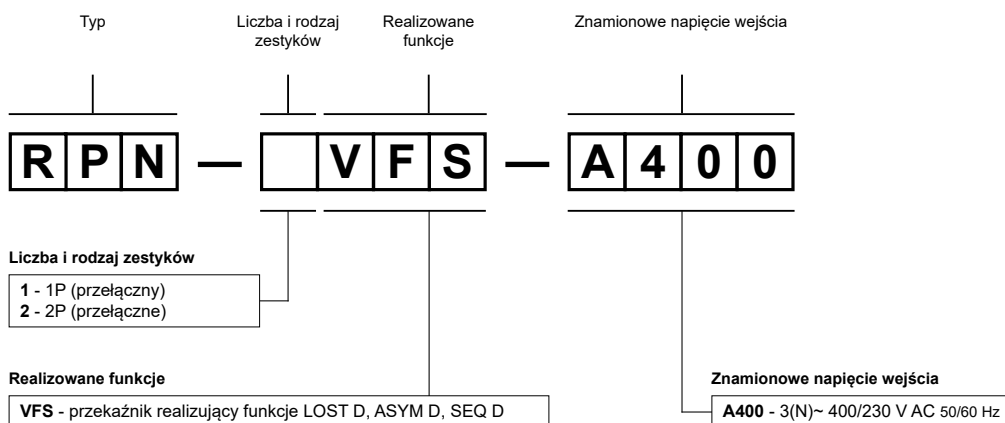 Typ
Liczba i rodzaj
zestyków
Realizowane
funkcje
Znamionowe napięcie wejścia
R P N — V F S — A 4 0 0
Liczba i rodzaj zestyków
1 - 1P (przełączny)
2 - 2P (przełączne)
Realizowane funkcje
VFS - przekaźnik realizujący funkcje LOST D, ASYM D, SEQ D
Znamionowe napięcie wejścia
A400 - 3(N)~ 400/230 V AC 50/60 Hz